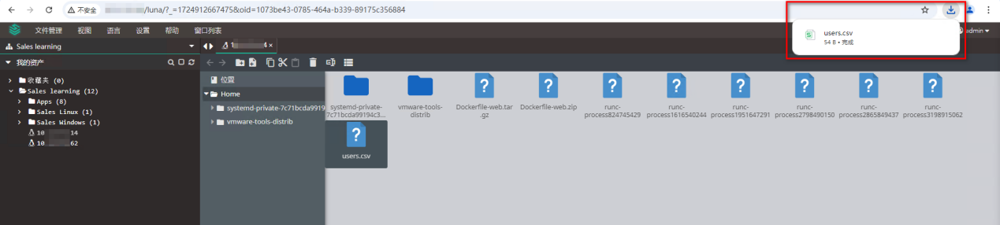 不安全 /luna/?_=1724912667475&oid=1073be43-0785-464a-b339-89175c356884
users.csv
54 B • 完成
文件管理 视图 语言 设置 帮助 窗口列表 admin
Sales learning
1 4 ×
我的资产
收藏夹 (0)
Sales learning (12)
Apps (8)
Sales Linux (1)
Sales Windows (1)
10 14
10 62
位置
Home
systemd-private-7c71bcda9919
vmware-tools-distrib
systemd-private-
7c71bcda99194c3...
vmware-tools-
distrib
Dockerfile-web.tar
.gz
Dockerfile-web.zip
runc-
process824745429
runc-
process1616540244
runc-
process1951647291
runc-
process2798490150
runc-
process2865849437
runc-
process3198915062
users.csv